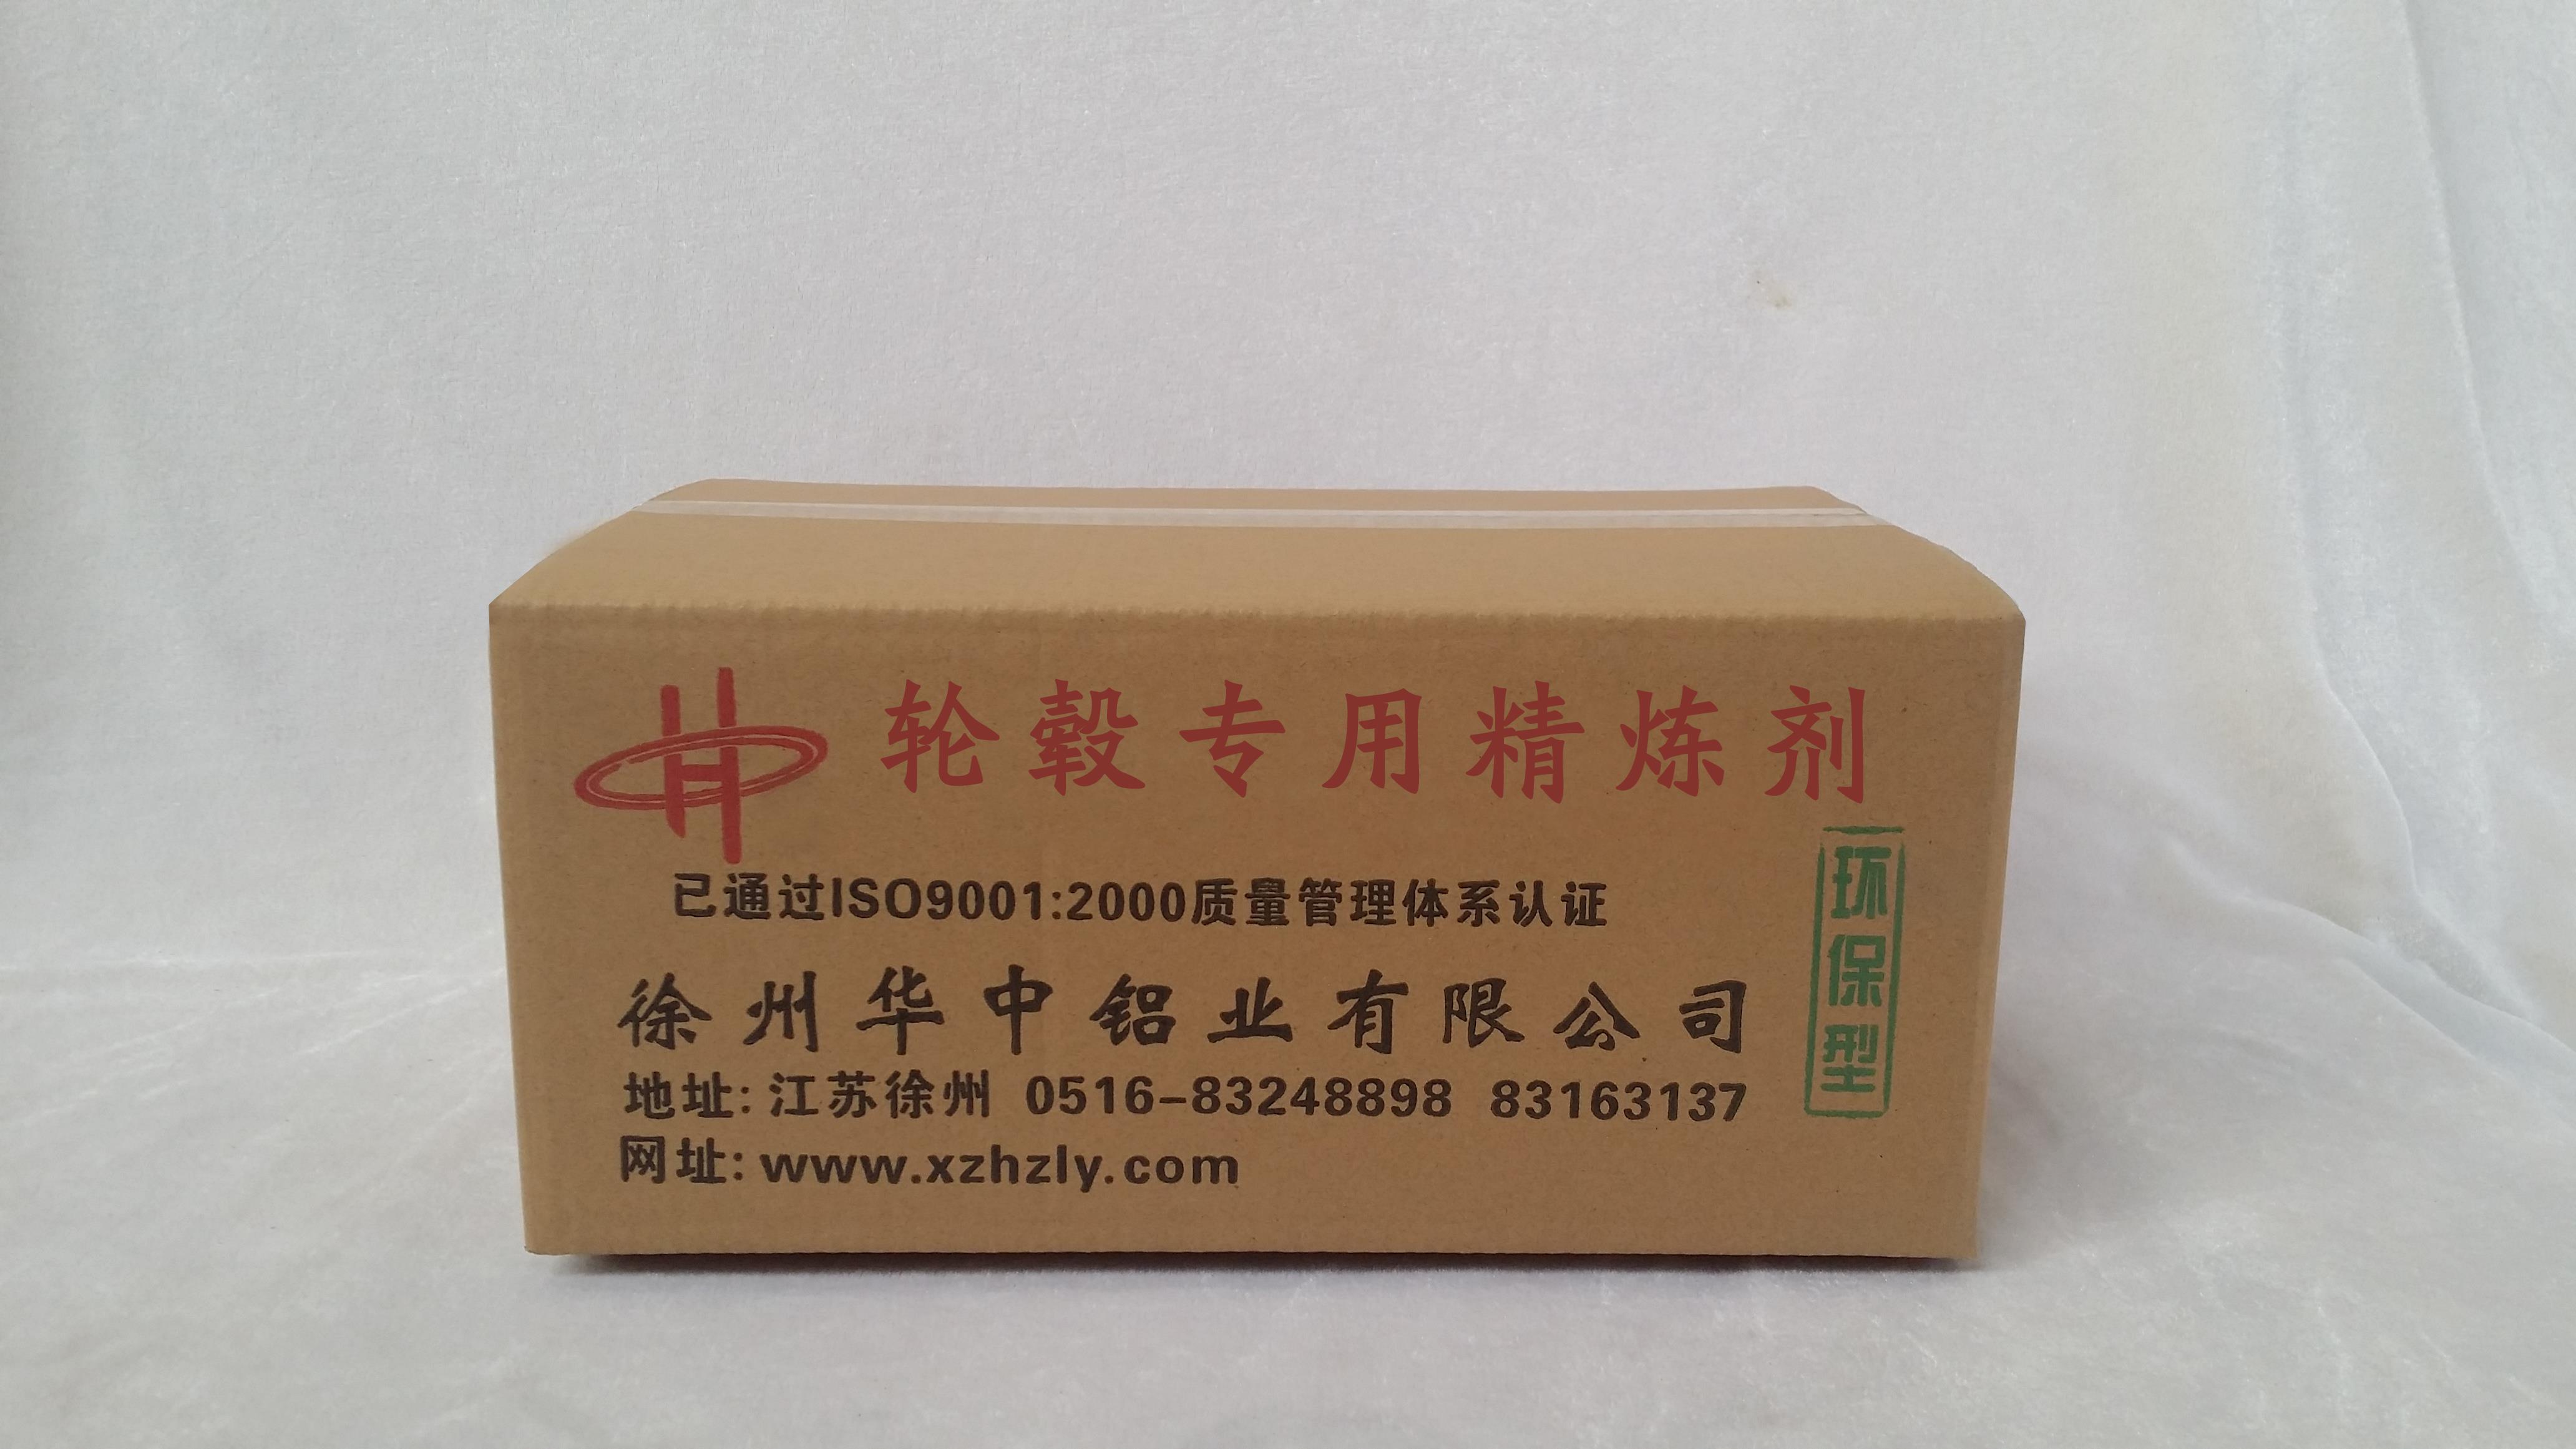 轮毂专用精炼剂
已通过ISO9001:2000质量管理体系认证
徐州华中铝业有限公司
地址:江苏徐州 0516-83248898 83163137
网址:www.xzhzly.com
环保型